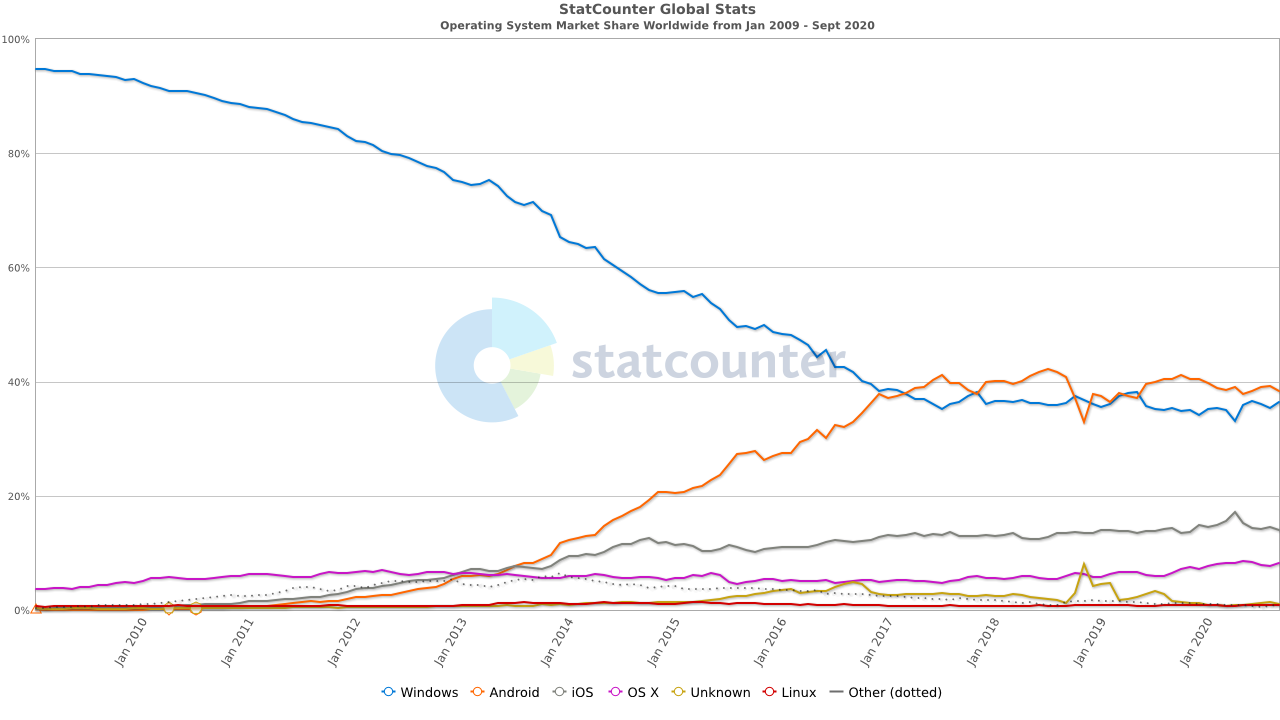 StatCounter Global Stats
Operating System Market Share Worldwide from Jan 2009 - Sept 2020
100%
80%
60%
40%
20%
0%
statcounter
Jan 2010
Jan 2011
Jan 2012
Jan 2013
Jan 2014
Jan 2015
Jan 2016
Jan 2017
Jan 2018
Jan 2019
Jan 2020
Windows Android iOS OS X Unknown Linux Other (dotted)